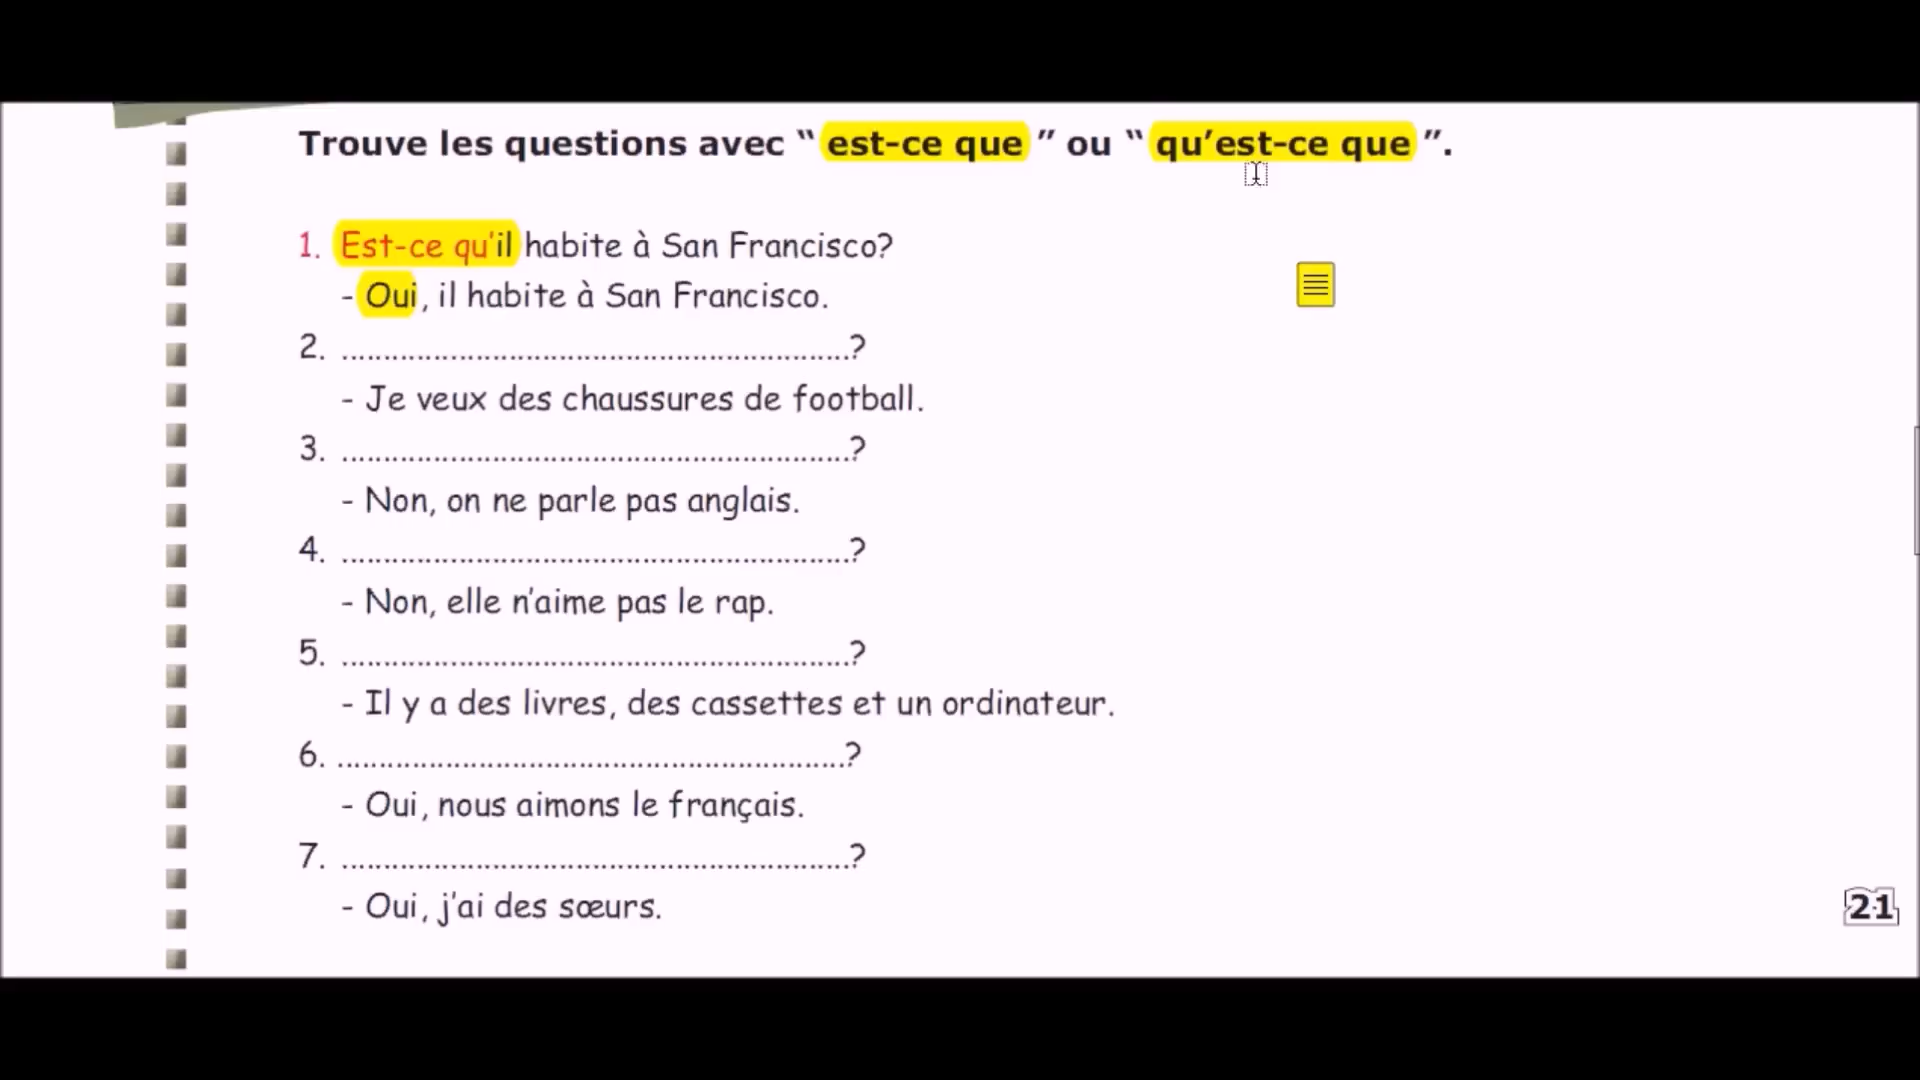 Trouve les questions avec “ est-ce que ” ou “ qu’est-ce que ”.
1. Est-ce qu’il habite à San Francisco?
- Oui, il habite à San Francisco.
2. ............................................................?
- Je veux des chaussures de football.
3. ............................................................?
- Non, on ne parle pas anglais.
4. ............................................................?
- Non, elle n’aime pas le rap.
5. ............................................................?
- Il y a des livres, des cassettes et un ordinateur.
6. ............................................................?
- Oui, nous aimons le français.
7. ............................................................?
- Oui, j’ai des sœurs.
21